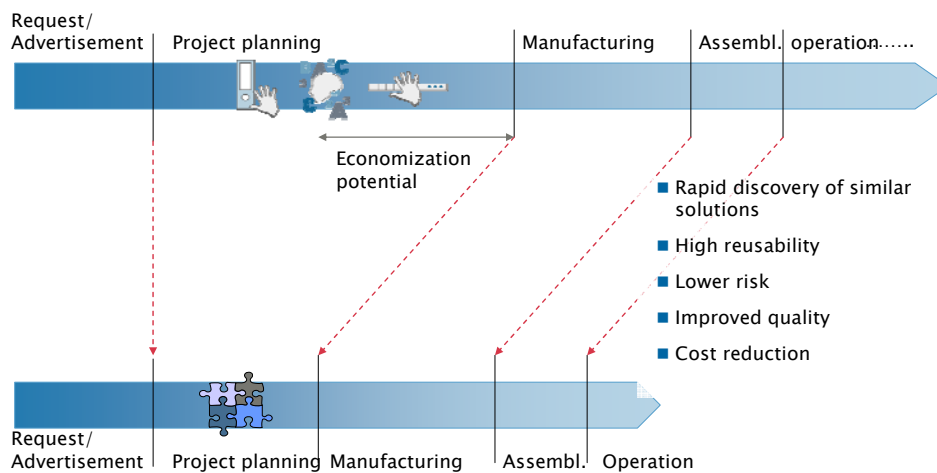 Request/
Advertisement
Project planning
Manufacturing
Assembl.
operation…....
Economization
potential
Rapid discovery of similar
solutions
High reusability
Lower risk
Improved quality
Cost reduction
Request/
Advertisement
Project planning
Manufacturing
Assembl.
Operation